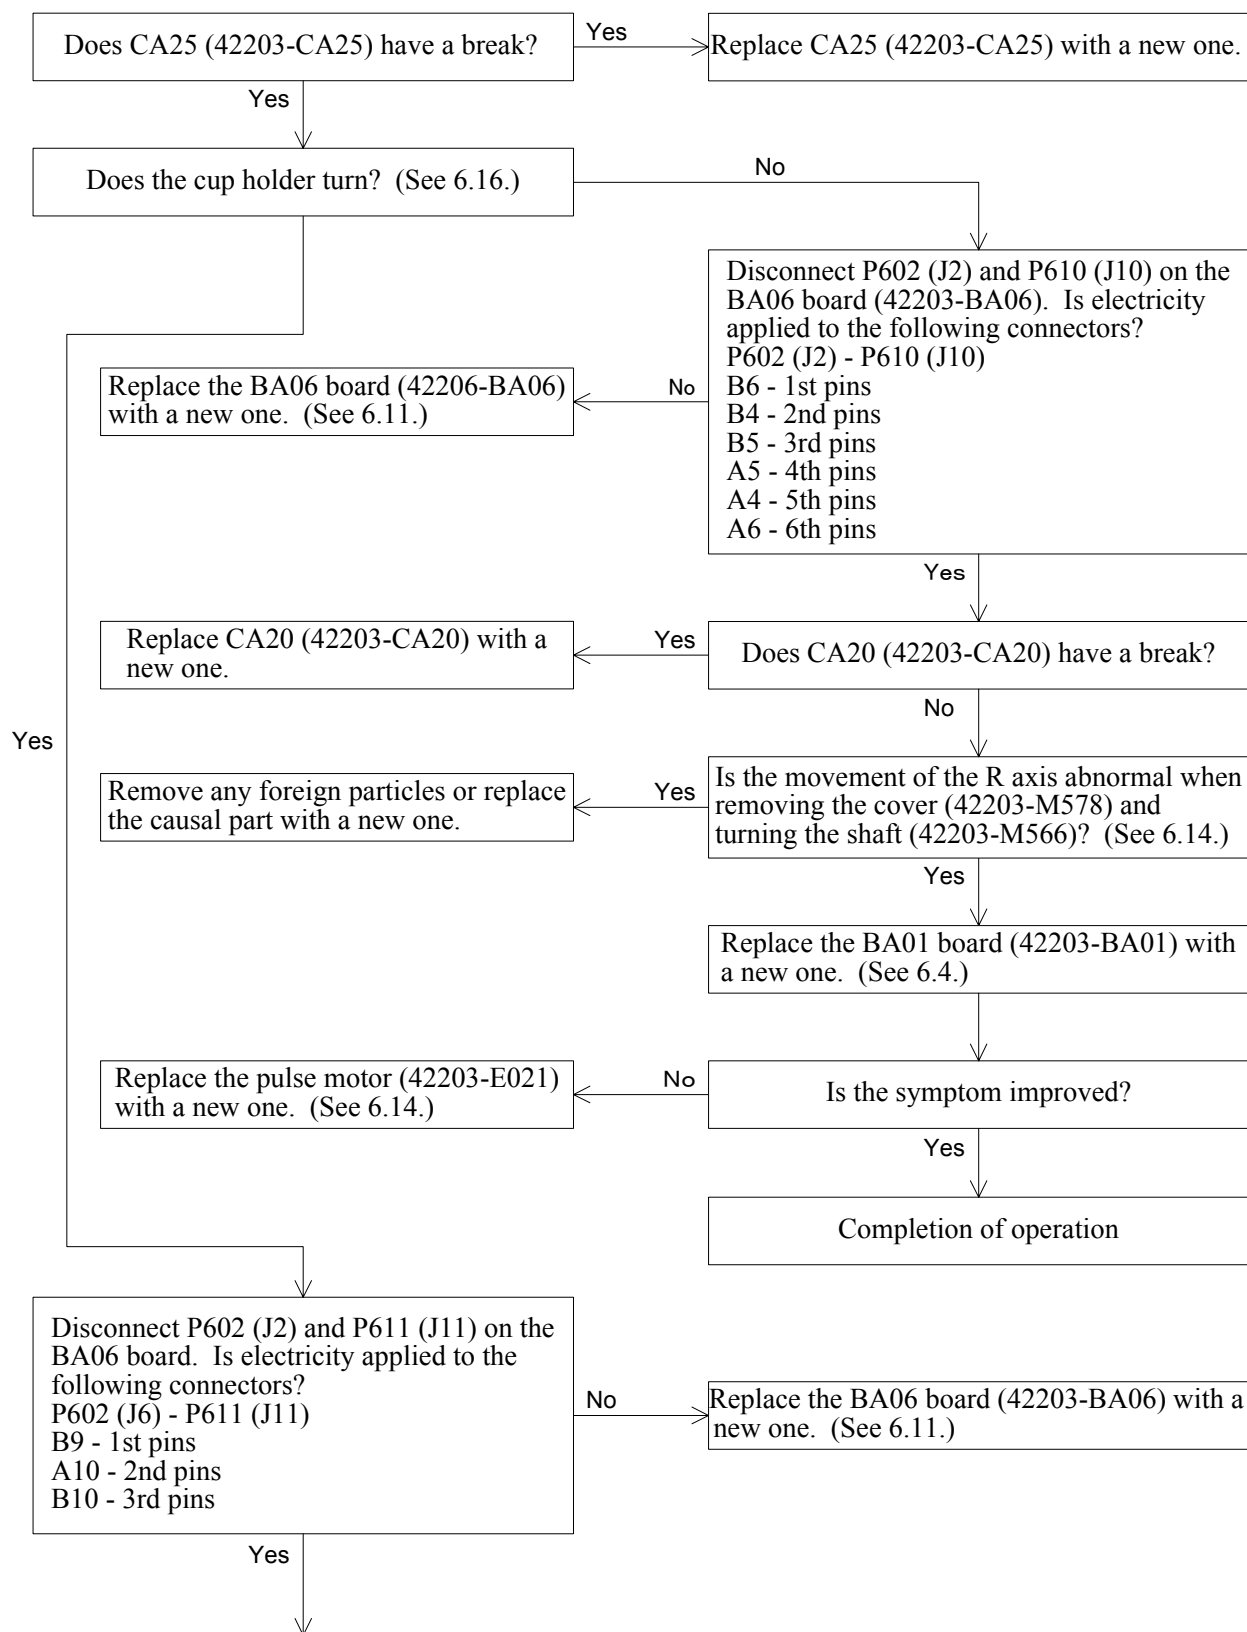 Does CA25 (42203-CA25) have a break?
Yes
Replace CA25 (42203-CA25) with a new one.
Yes
Does the cup holder turn?  (See 6.16.)
No
Disconnect P602 (J2) and P610 (J10) on the
BA06 board (42203-BA06).  Is electricity
applied to the following connectors?
P602 (J2) - P610 (J10)
B6 - 1st pins
B4 - 2nd pins
B5 - 3rd pins
A5 - 4th pins
A4 - 5th pins
A6 - 6th pins
No
Replace the BA06 board (42206-BA06)
with a new one.  (See 6.11.)
Yes
Does CA20 (42203-CA20) have a break?
Yes
Replace CA20 (42203-CA20) with a
new one.
No
Yes
Is the movement of the R axis abnormal when
removing the cover (42203-M578) and
turning the shaft (42203-M566)?  (See 6.14.)
Yes
Remove any foreign particles or replace
the causal part with a new one.
Yes
Replace the BA01 board (42203-BA01) with
a new one.  (See 6.4.)
Is the symptom improved?
No
Replace the pulse motor (42203-E021)
with a new one.  (See 6.14.)
Yes
Completion of operation
Disconnect P602 (J2) and P611 (J11) on the
BA06 board.  Is electricity applied to the
following connectors?
P602 (J6) - P611 (J11)
B9 - 1st pins
A10 - 2nd pins
B10 - 3rd pins
No
Replace the BA06 board (42203-BA06) with a
new one.  (See 6.11.)
Yes